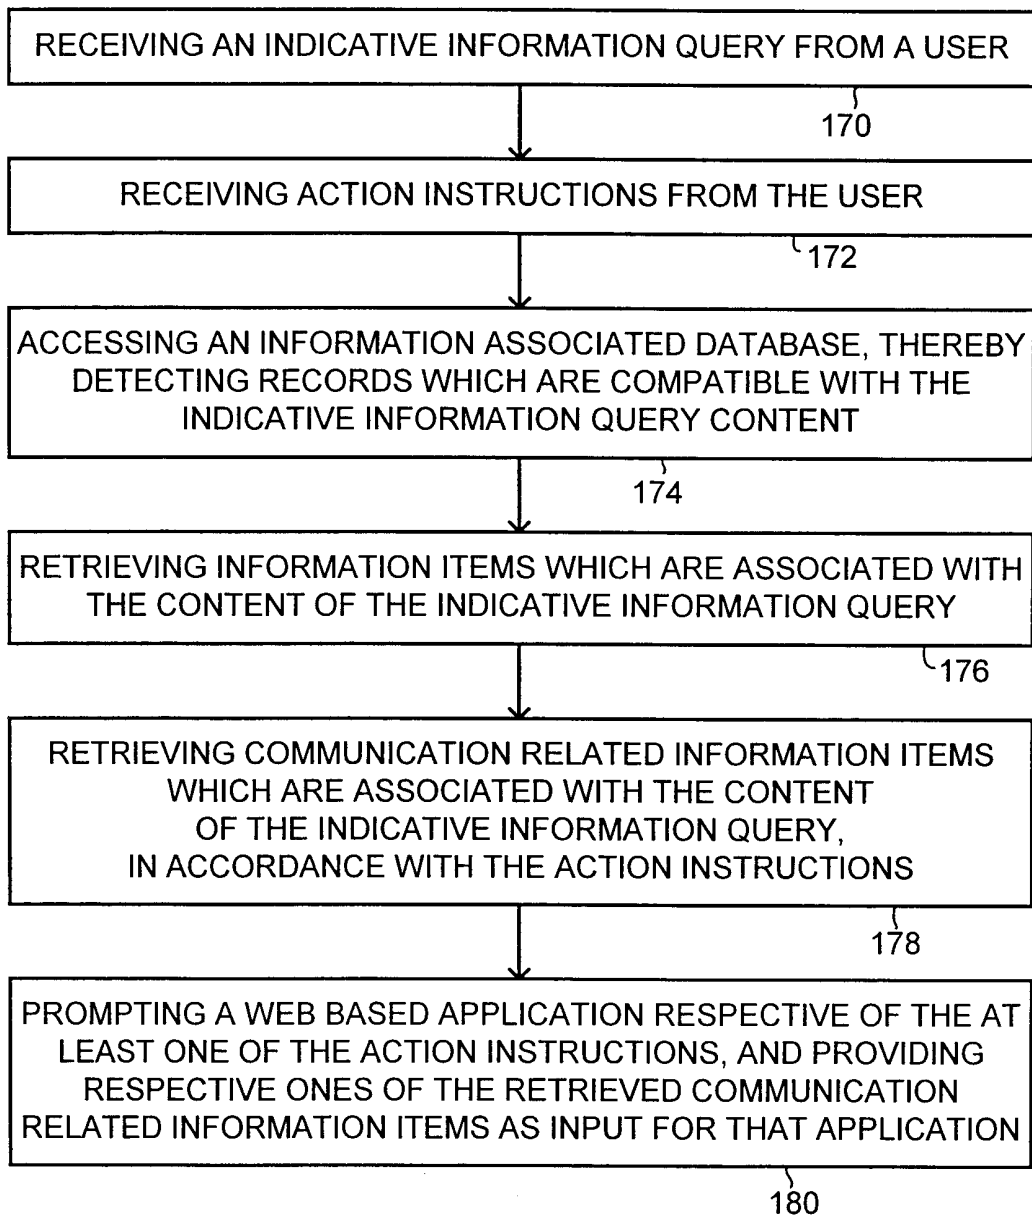 RECEIVING AN INDICATIVE INFORMATION QUERY FROM A USER
170
RECEIVING ACTION INSTRUCTIONS FROM THE USER
172
ACCESSING AN INFORMATION ASSOCIATED DATABASE, THEREBY
DETECTING RECORDS WHICH ARE COMPATIBLE WITH THE
INDICATIVE INFORMATION QUERY CONTENT
174
RETRIEVING INFORMATION ITEMS WHICH ARE ASSOCIATED WITH
THE CONTENT OF THE INDICATIVE INFORMATION QUERY
176
RETRIEVING COMMUNICATION RELATED INFORMATION ITEMS
WHICH ARE ASSOCIATED WITH THE CONTENT
OF THE INDICATIVE INFORMATION QUERY,
IN ACCORDANCE WITH THE ACTION INSTRUCTIONS
178
PROMPTING A WEB BASED APPLICATION RESPECTIVE OF THE AT
LEAST ONE OF THE ACTION INSTRUCTIONS, AND PROVIDING
RESPECTIVE ONES OF THE RETRIEVED COMMUNICATION
RELATED INFORMATION ITEMS AS INPUT FOR THAT APPLICATION
180